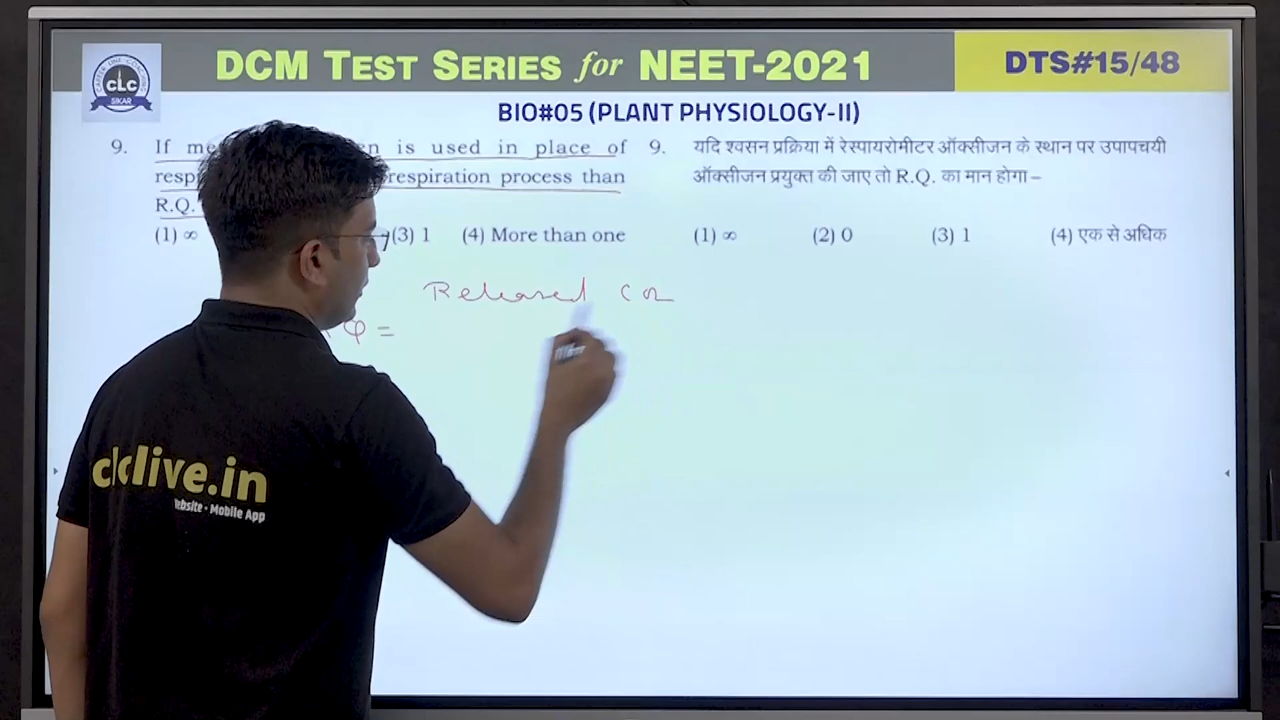 DCM TEST SERIES for NEET-2021
DTS#15/48
CLC
SIKAR
BIO#05 (PLANT PHYSIOLOGY-II)
9. If is used in place of
respiration process than
R.Q.
(1) ∞ (3) 1 (4) More than one
9. यदि श्वसन प्रक्रिया में रेस्पायरोमीटर ऑक्सीजन के स्थान पर उपापचयी
ऑक्सीजन प्रयुक्त की जाए तो R.Q. का मान होगा–
(1) ∞ (2) 0 (3) 1 (4) एक से अधिक
Released CO2
Q =
clclive.in
Website • Mobile App